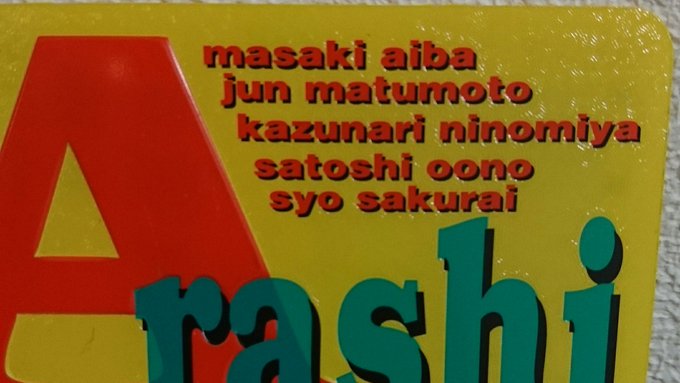 masaki aiba
jun matumoto
kazunari ninomiya
satoshi oono
syo sakurai
Arashi